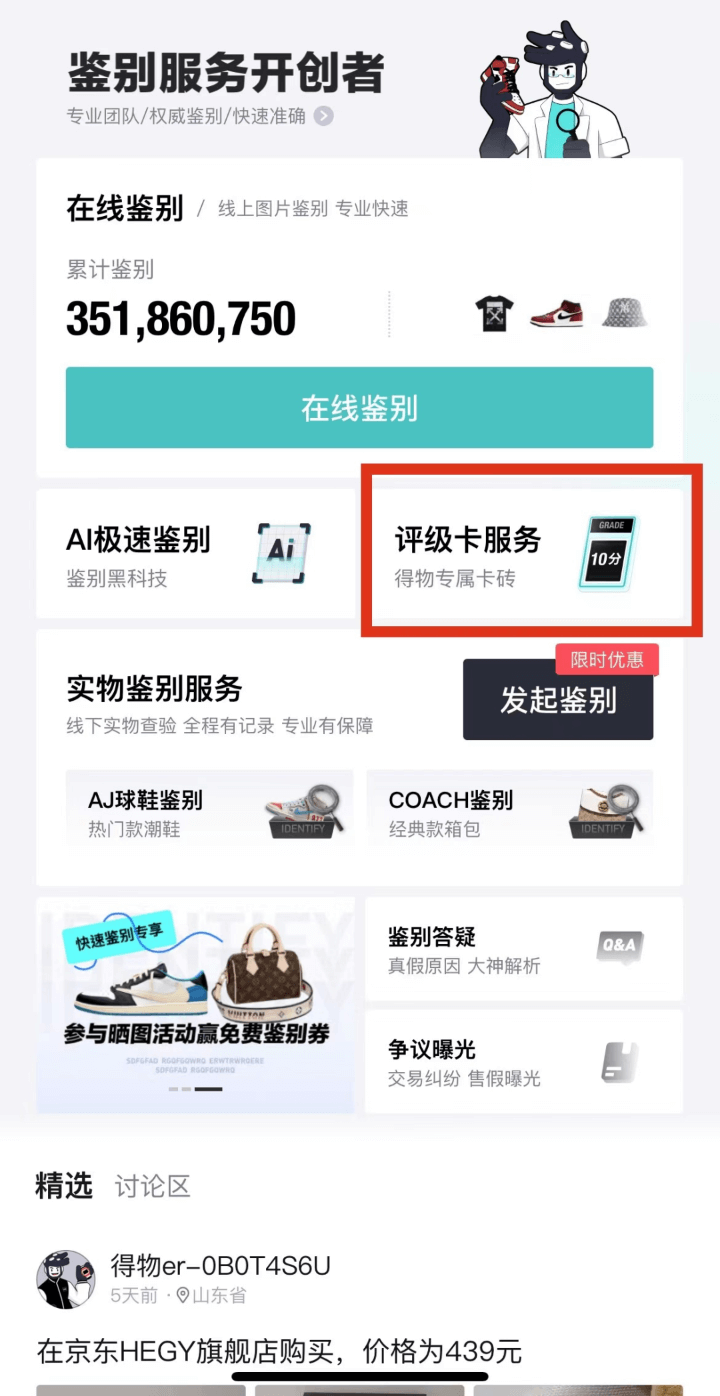 鉴别服务开创者
专业团队/权威鉴别/快速准确
在线鉴别 / 线上图片鉴别 专业快速
累计鉴别
351,860,750
在线鉴别
AI极速鉴别
鉴别黑科技
Ai
评级卡服务
得物专属卡砖
GRADE
10分
实物鉴别服务
线下实物查验 全程有记录 专业有保障
限时优惠
发起鉴别
AJ球鞋鉴别
热门款潮鞋
IDENTIFY
COACH鉴别
经典款箱包
IDENTIFY
快速鉴别专享
参与晒图活动赢免费鉴别券
鉴别答疑
真假原因 大神解析
Q&A
争议曝光
交易纠纷 售假曝光
精选 讨论区
得物er-0B0T4S6U
5天前 · 山东省
在京东HEGY旗舰店购买，价格为439元